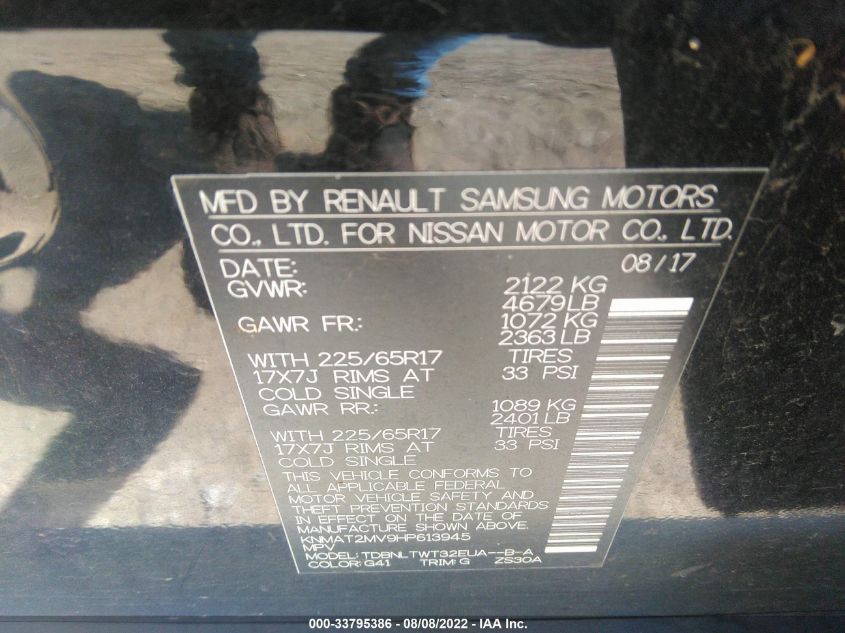 MFD BY RENAULT SAMSUNG MOTORS
CO., LTD. FOR NISSAN MOTOR CO., LTD.
DATE: 08/17
GVWR: 2122 KG
4679LB
GAWR FR.: 1072 KG
2363LB
WITH 225/65R17 TIRES
17X7J RIMS AT 33 PSI
COLD SINGLE
GAWR RR.: 1089 KG
2401LB
WITH 225/65R17 TIRES
17X7J RIMS AT 33 PSI
COLD SINGLE
THIS VEHICLE CONFORMS TO
ALL APPLICABLE FEDERAL
MOTOR VEHICLE SAFETY AND
THEFT PREVENTION STANDARDS
IN EFFECT ON THE DATE OF
MANUFACTURE SHOWN ABOVE.
KNMAT2MV9HP613945
MPV
MODEL: TDBNLTWT32EUA--B-A
COLOR: G41 TRIM: G ZS30A
000-33795386 - 08/08/2022 - IAA Inc.